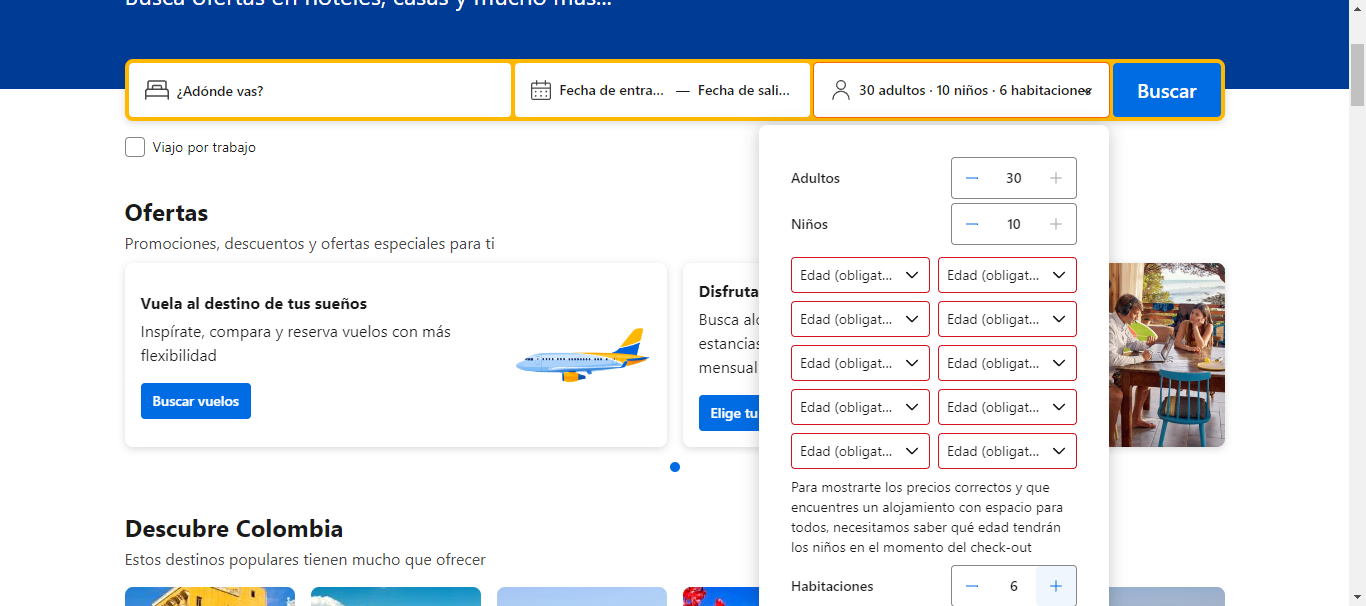 Busca ofertas en hoteles, casas y mucho más...
¿Adónde vas?
Fecha de entra... — Fecha de sali...
30 adultos · 10 niños · 6 habitaciones
Buscar
Viajo por trabajo
Adultos
30
Niños
10
Edad (obligat...
Edad (obligat...
Edad (obligat...
Edad (obligat...
Edad (obligat...
Edad (obligat...
Edad (obligat...
Edad (obligat...
Edad (obligat...
Edad (obligat...
Para mostrarte los precios correctos y que
encuentres un alojamiento con espacio para
todos, necesitamos saber qué edad tendrán
los niños en el momento del check-out
Habitaciones
6
Ofertas
Promociones, descuentos y ofertas especiales para ti
Vuela al destino de tus sueños
Inspírate, compara y reserva vuelos con más
flexibilidad
Buscar vuelos
Disfruta
Busca
estancias
mensual
Elige tu
Descubre Colombia
Estos destinos populares tienen mucho que ofrecer